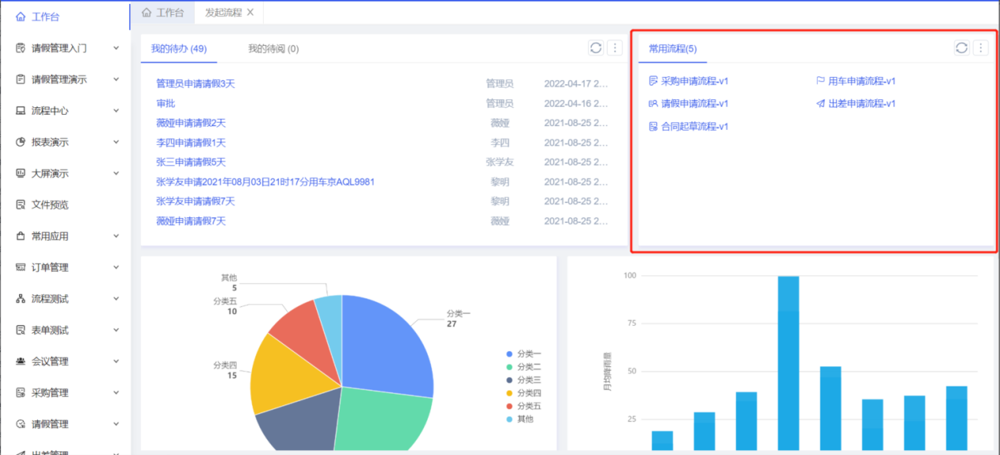 工作台
请假管理入门
请假管理演示
流程中心
报表演示
大屏演示
文件预览
常用应用
订单管理
流程测试
表单测试
会议管理
采购管理
请假管理
出差管理
工作台 发起流程
我的待办 (49) 我的待阅 (0)
管理员申请请假3天 管理员 2022-04-17 2...
审批 管理员 2022-04-16 2...
薇娅申请请假2天 薇娅 2021-08-25 2...
李四申请请假1天 李四 2021-08-25 2...
张三申请请假5天 张学友 2021-08-25 2...
张学友申请2021年08月03日21时17分用车京AQL9981 黎明 2021-08-25 2...
张学友申请请假7天 黎明 2021-08-25 2...
薇娅申请请假7天 薇娅 2021-08-25 2...
常用流程(5)
采购申请流程-v1 用车申请流程-v1
请假申请流程-v1 出差申请流程-v1
合同起草流程-v1
其他
5
分类五
10
分类四
15
分类一
27
分类一
分类二
分类三
分类四
分类五
其他
月均降雨量
100
75
50
25